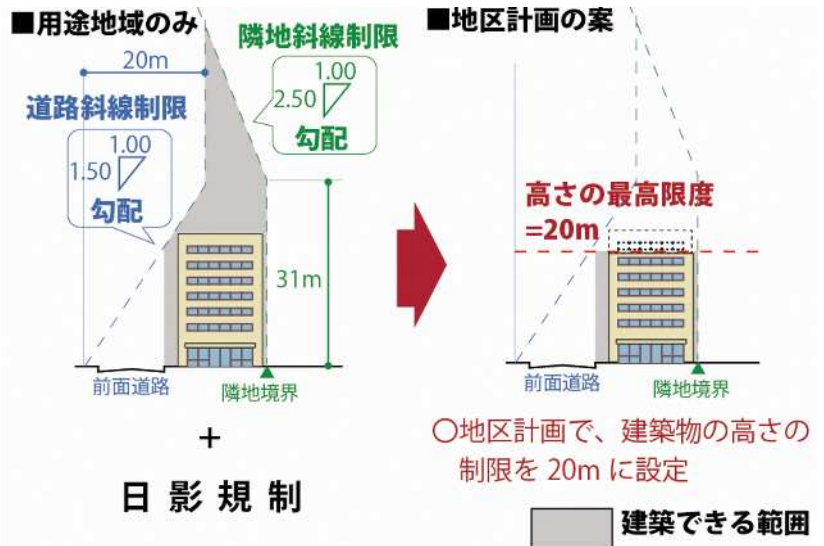 ■用途地域のみ
20m
隣地斜線制限
1.00
2.50
勾配
道路斜線制限
1.00
1.50
勾配
31m
前面道路
隣地境界
+
日影規制
■地区計画の案
高さの最高限度
=20m
前面道路
隣地境界
〇地区計画で、建築物の高さの
制限を 20m に設定
建築できる範囲